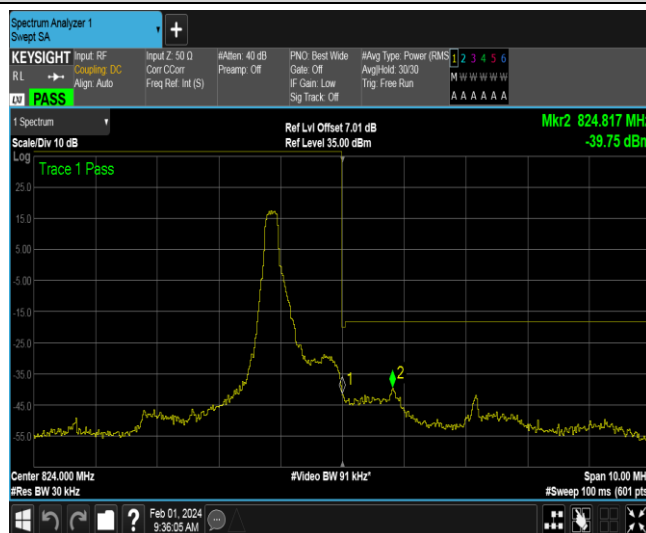 Spectrum Analyzer 1
Swept SA
KEYSIGHT
RL
LXI PASS
Input: RF
Coupling: DC
Align: Auto
Input Z: 50 Ω
Corr CCorr
Freq Ref: Int (S)
#Atten: 40 dB
Preamp: Off
PNO: Best Wide
Gate: Off
IF Gain: Low
Sig Track: Off
#Avg Type: Power (RMS
Avg|Hold: 30/30
Trig: Free Run
1 2 3 4 5 6
M W W W W W
A A A A A A
1 Spectrum
Scale/Div 10 dB
Ref Lvl Offset 7.01 dB
Ref Level 35.00 dBm
Mkr2 824.817 MHz
-39.75 dBm
Log
Trace 1 Pass
25.0
15.0
5.00
-5.00
-15.0
-25.0
-35.0
-45.0
-55.0
1
2
Center 824.000 MHz
#Res BW 30 kHz
#Video BW 91 kHz*
Span 10.00 MH
#Sweep 100 ms (601 pts
?
Feb 01, 2024
9:36:05 AM